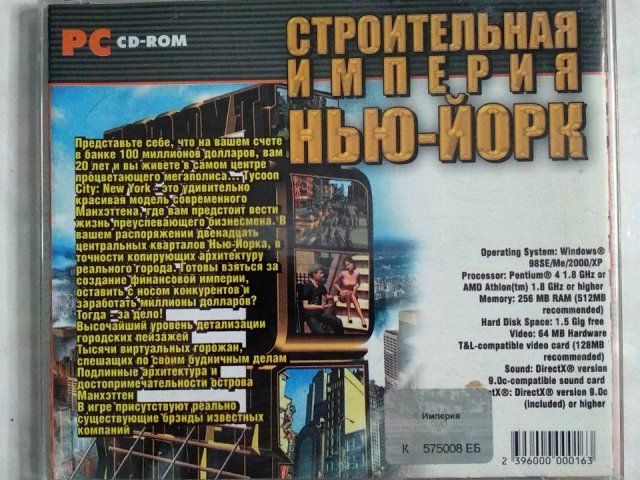 PC CD-ROM
СТРОИТЕЛЬНАЯ
ИМПЕРИЯ
НЬЮ-ЙОРК
Представьте себе, что на вашем счете
в банке 100 миллионов долларов, вам
20 лет и вы живете в самом центре
процветающего мегаполиса... Tycoon
City: New York - это удивительно
красивая модель современного
Манхэттена, где вам предстоит вести
жизнь преуспевающего бизнесмена. В
вашем распоряжении двенадцать
центральных кварталов Нью-Йорка, в
точности копирующих архитектуру
реального города. Готовы взяться за
создание финансовой империи,
оставить с носом конкурентов и
заработать миллионы долларов?
Тогда - за дело!
Высочайший уровень детализации
городских пейзажей
Тысячи виртуальных горожан,
спешащих по своим будничным делам
Подлинные архитектура и
достопримечательности острова
Манхэттен
В игре присутствуют реально
существующие брэнды известных
компаний
Operating System: Windows®
98SE/Me/2000/XP
Processor: Pentium® 4 1.8 GHz or
AMD Athlon(tm) 1.8 GHz or higher
Memory: 256 MB RAM (512MB
recommended)
Hard Disk Space: 1.5 Gig free
Video: 64 MB Hardware
T&L-compatible video card (128MB
recommended)
Sound: DirectX® version
9.0c-compatible sound card
tX®: DirectX® version 9.0c
(included) or higher
Империя
К 575008 ЕБ
2 396000 000163